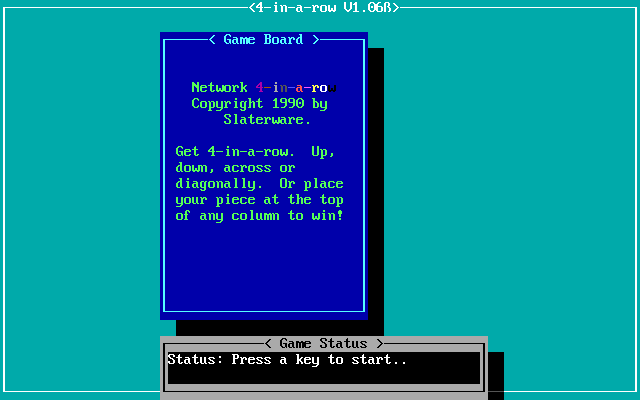 <4-in-a-row V1.06ß>
< Game Board >
Network 4-in-a-row
Copyright 1990 by
Slaterware.
Get 4-in-a-row.  Up,
down, across or
diagonally.  Or place
your piece at the top
of any column to win!
< Game Status >
Status: Press a key to start..